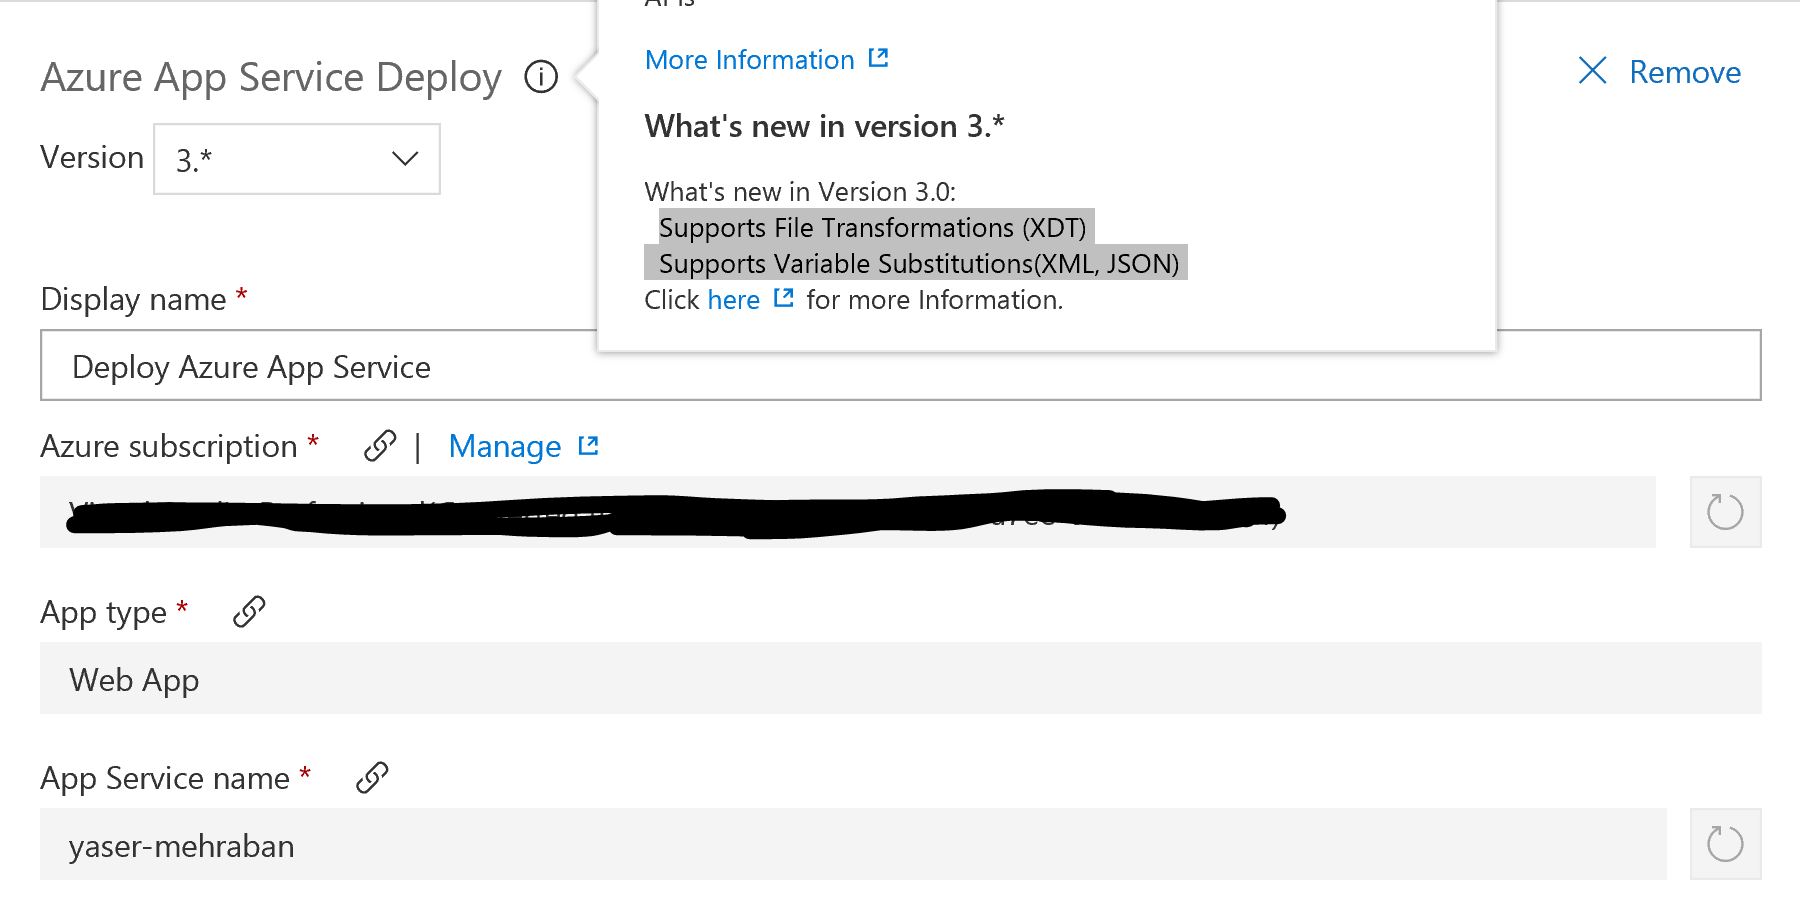 APIs
More Information
What's new in version 3.*
What's new in Version 3.0:
Supports File Transformations (XDT)
Supports Variable Substitutions(XML, JSON)
Click here for more Information.
Azure App Service Deploy
Remove
Version 3.*
Display name *
Deploy Azure App Service
Azure subscription * | Manage
App type *
Web App
App Service name *
yaser-mehraban